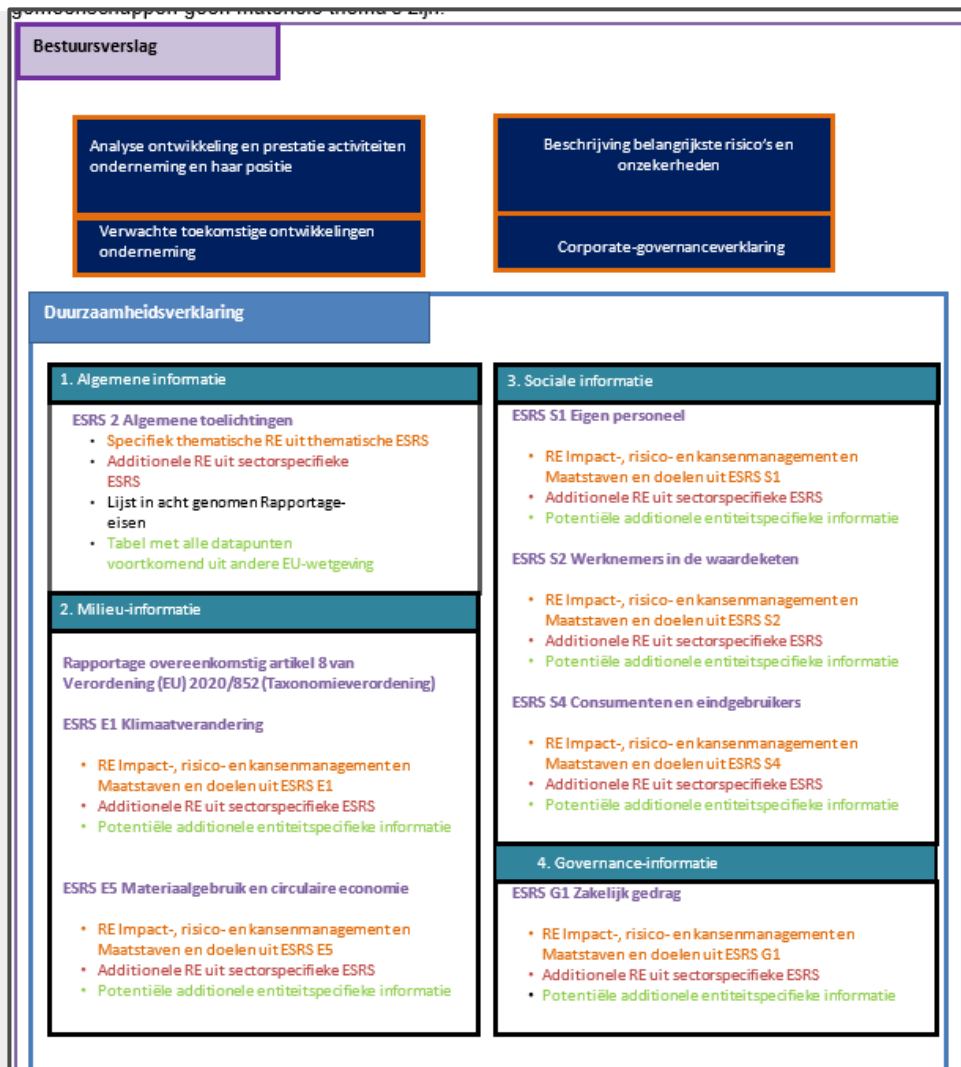 gemeenschappen geen materiële thema's zijn.
Bestuursverslag
Analyse ontwikkeling en prestatie activiteiten
onderneming en haar positie
Verwachte toekomstige ontwikkelingen
onderneming
Beschrijving belangrijkste risico's en
onzekerheden
Corporate-governanceverklaring
Duurzaamheidsverklaring
1. Algemene informatie
ESRS 2 Algemene toelichtingen
• Specifiek thematische RE uit thematische ESRS
• Additionele RE uit sectorspecifieke
ESRS
• Lijst in acht genomen Rapportage-
eisen
• Tabel met alle datapunten
voortkomend uit andere EU-wetgeving
2. Milieu-informatie
Rapportage overeenkomstig artikel 8 van
Verordening (EU) 2020/852 (Taxonomieverordening)
ESRS E1 Klimaatverandering
• RE Impact-, risico- en kansenmanagement en
Maatstaven en doelen uit ESRS E1
• Additionele RE uit sectorspecifieke ESRS
• Potentiële additionele entiteitspecifieke informatie
ESRS E5 Materiaalgebruik en circulaire economie
• RE Impact-, risico- en kansenmanagement en
Maatstaven en doelen uit ESRS E5
• Additionele RE uit sectorspecifieke ESRS
• Potentiële additionele entiteitspecifieke informatie
3. Sociale informatie
ESRS S1 Eigen personeel
• RE Impact-, risico- en kansenmanagement en
Maatstaven en doelen uit ESRS S1
• Additionele RE uit sectorspecifieke ESRS
• Potentiële additionele entiteitspecifieke informatie
ESRS S2 Werknemers in de waardeketen
• RE Impact-, risico- en kansenmanagement en
Maatstaven en doelen uit ESRS S2
• Additionele RE uit sectorspecifieke ESRS
• Potentiële additionele entiteitspecifieke informatie
ESRS S4 Consumenten en eindgebruikers
• RE Impact-, risico- en kansenmanagement en
Maatstaven en doelen uit ESRS S4
• Additionele RE uit sectorspecifieke ESRS
• Potentiële additionele entiteitspecifieke informatie
4. Governance-informatie
ESRS G1 Zakelijk gedrag
• RE Impact-, risico- en kansenmanagement en
Maatstaven en doelen uit ESRS G1
• Additionele RE uit sectorspecifieke ESRS
• Potentiële additionele entiteitspecifieke informatie